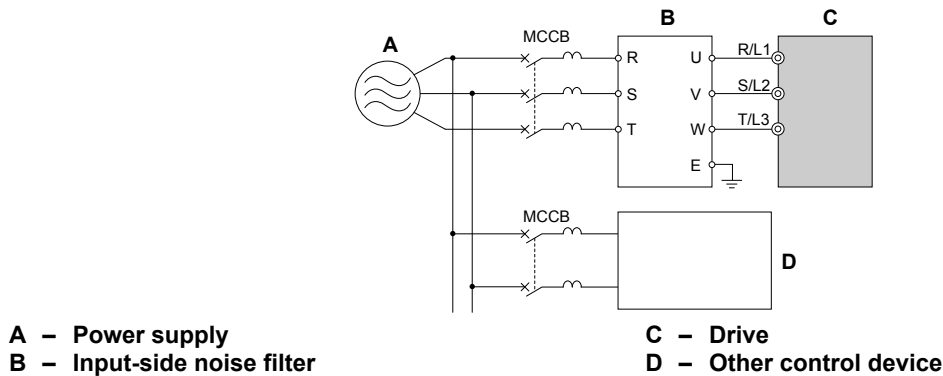 B C
A
MCCB
R U R/L1
S V S/L2
T W T/L3
E
MCCB
D
A – Power supply
B – Input-side noise filter
C – Drive
D – Other control device